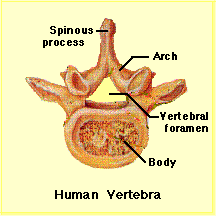 Spinous
process
Arch
Vertebral
foramen
Body
Human Vertebra